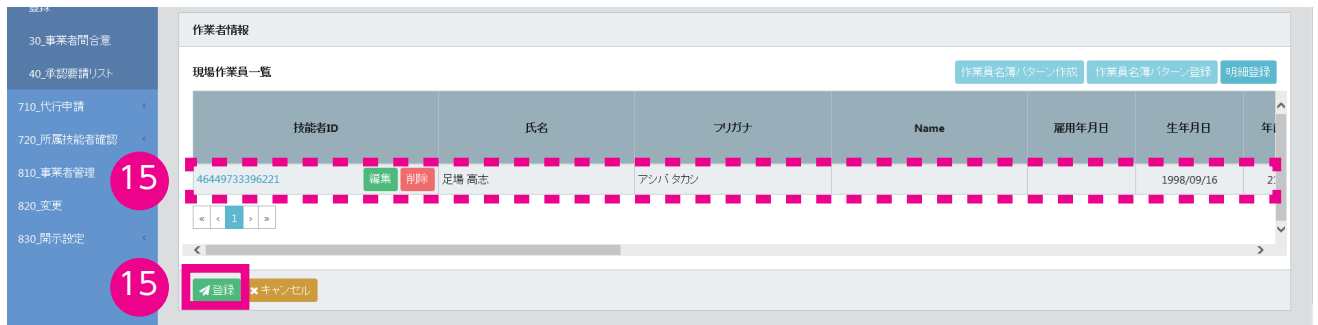 登録
30_事業者間合意
40_承認要請リスト
710_代行申請
720_所属技能者確認
810_事業者管理
820_変更
830_開示設定
作業者情報
現場作業員一覧
作業員名簿パターン作成 作業員名簿パターン登録 明細登録
技能者ID 氏名 フリガナ Name 雇用年月日 生年月日
15
46449733396221 編集 削除 足場 高志 アシバ タカシ 1998/09/16
« ‹ 1 › »
15
登録 キャンセル